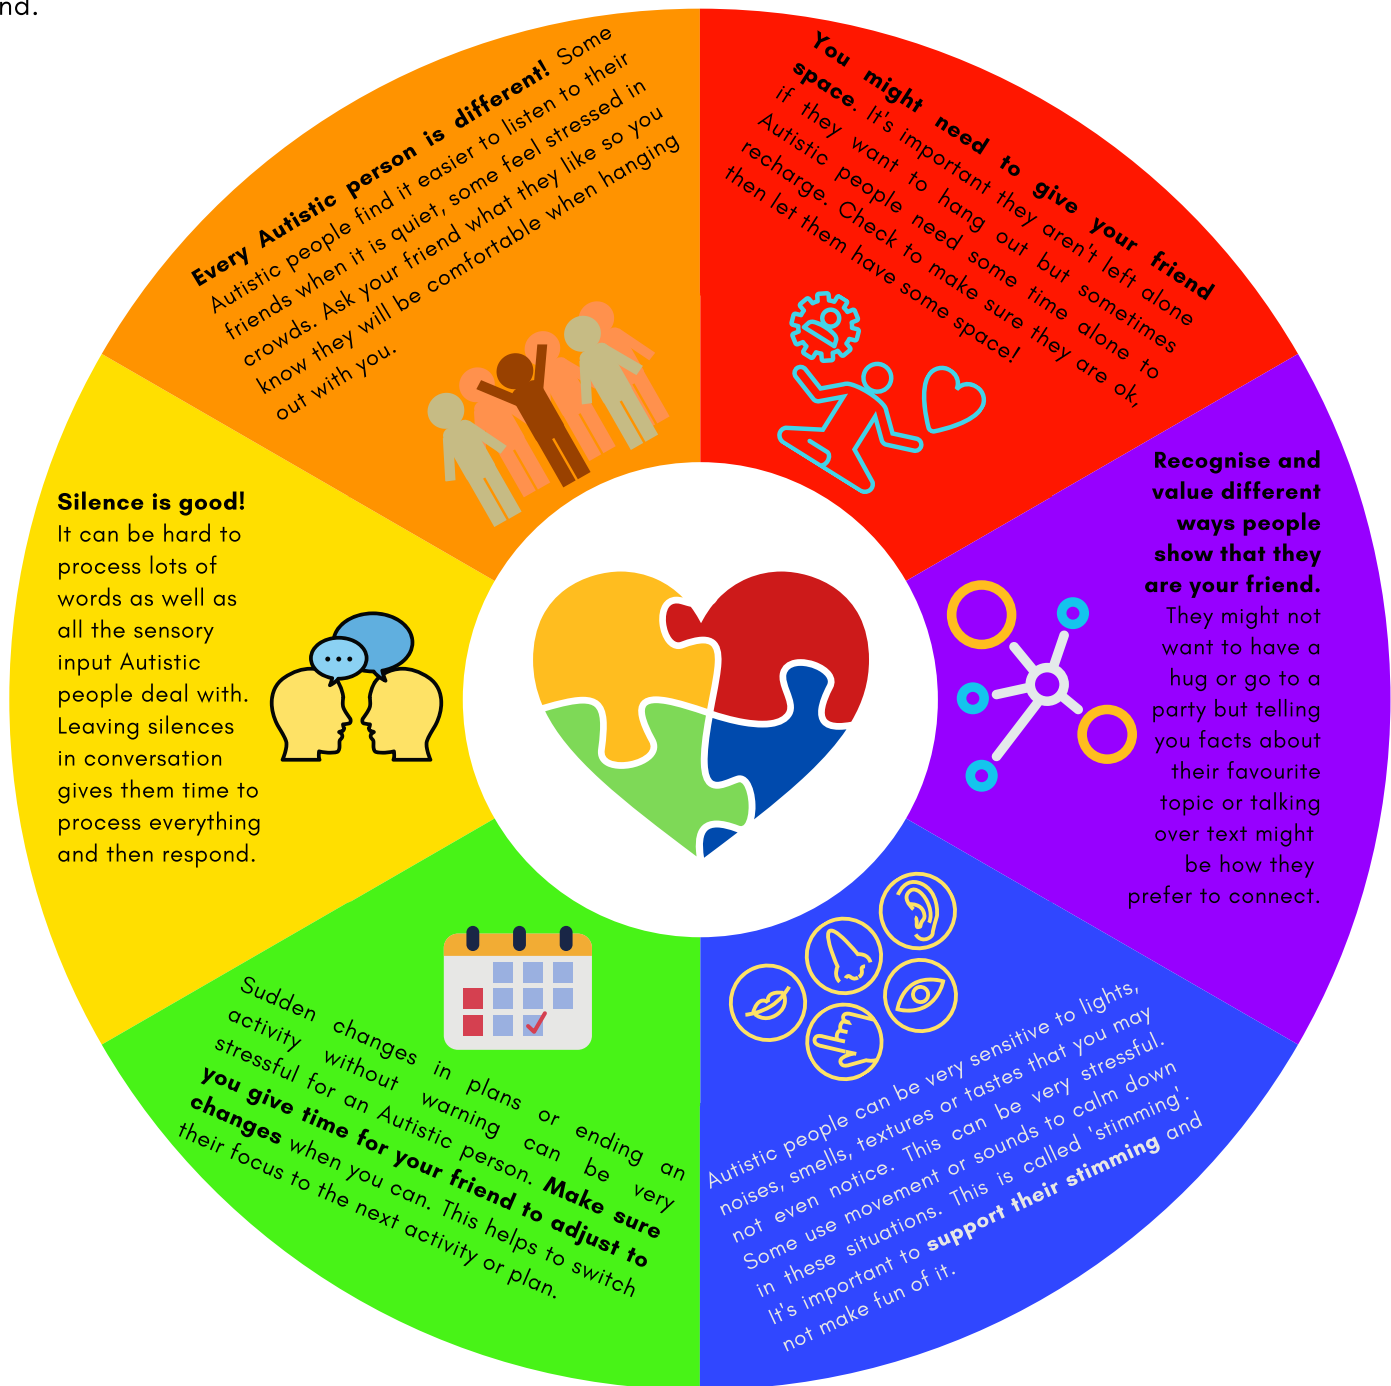 nd.
Every Autistic person is different! Some
Autistic people find it easier to listen to their
friends when it is quiet, some feel stressed in
crowds. Ask your friend what they like so you
know they will be comfortable when hanging
out with you.
You might need to give your friend
space. It's important they aren't left alone
if they want to hang out but sometimes
Autistic people need some time alone to
recharge. Check to make sure they are ok,
then let them have some space!
Recognise and
value different
ways people
show that they
are your friend.
They might not
want to have a
hug or go to a
party but telling
you facts about
their favourite
topic or talking
over text might
be how they
prefer to connect.
Autistic people can be very sensitive to lights,
noises, smells, textures or tastes that you may
not even notice. This can be very stressful.
Some use movement or sounds to calm down
in these situations. This is called 'stimming'.
It's important to support their stimming and
not make fun of it.
Sudden changes in plans or ending an
activity without warning can be very
stressful for an Autistic person. Make sure
you give time for your friend to adjust to
changes when you can. This helps to switch
their focus to the next activity or plan.
Silence is good!
It can be hard to
process lots of
words as well as
all the sensory
input Autistic
people deal with.
Leaving silences
in conversation
gives them time to
process everything
and then respond.